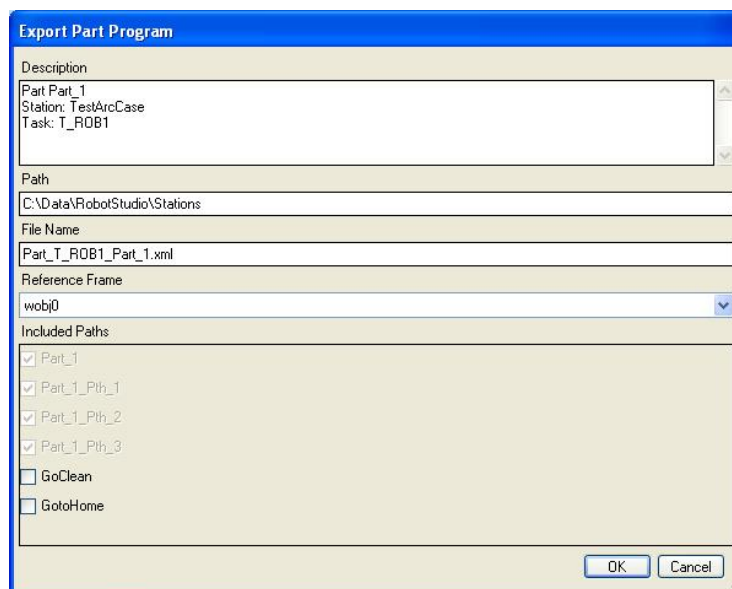 Export Part Program
Description
Part Part_1
Station: TestArcCase
Task: T_ROB1
Path
C:\Data\RobotStudio\Stations
File Name
Part_T_ROB1_Part_1.xml
Reference Frame
wobj0
Included Paths
Part_1
Part_1_Pth_1
Part_1_Pth_2
Part_1_Pth_3
GoClean
GotoHome
OK Cancel